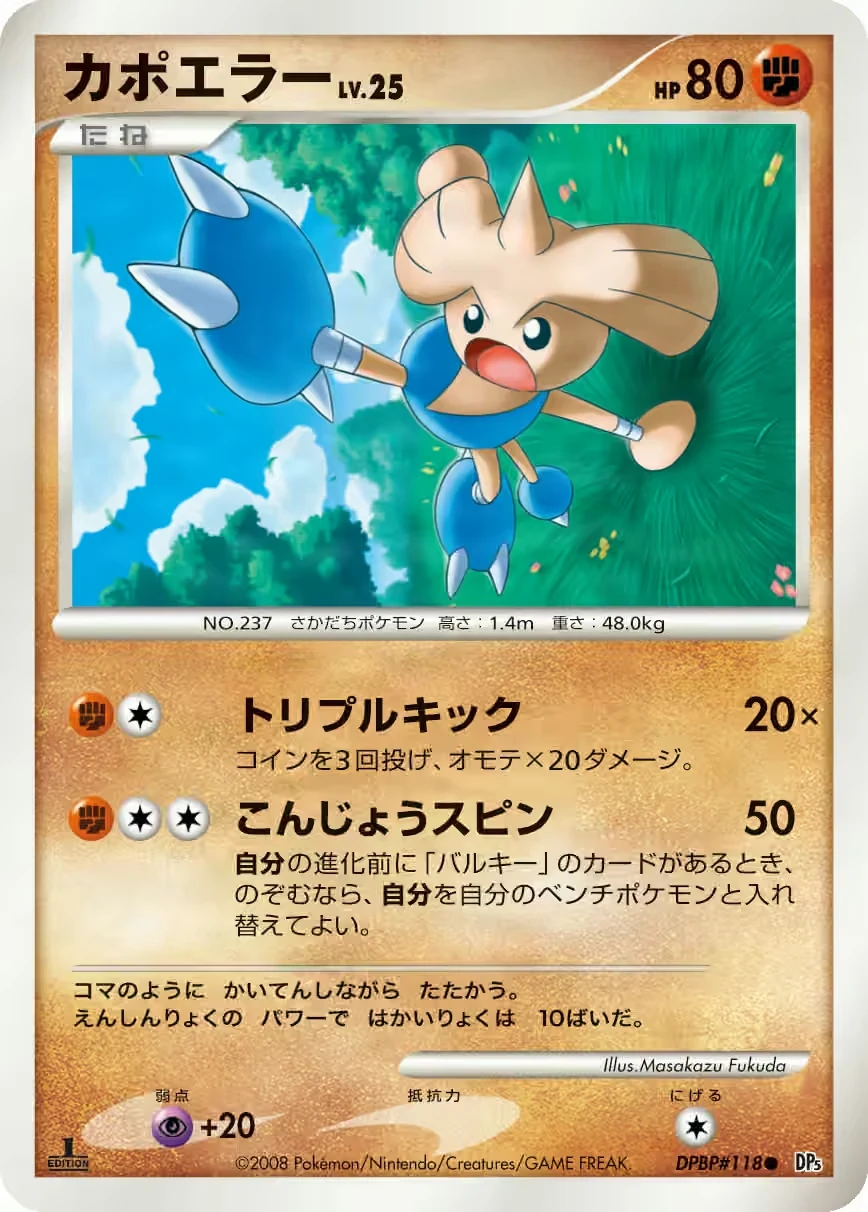 カポエラー LV.25 HP 80
たね
NO.237 さかだちポケモン 高さ：1.4m 重さ：48.0kg
トリプルキック 20×
コインを3回投げ、オモテ×20ダメージ。
こんじょうスピン 50
自分の進化前に「バルキー」のカードがあるとき、
のぞむなら、自分を自分のベンチポケモンと入れ
替えてよい。
コマのように かいてんしながら たたかう。
えんしんりょくの パワーで はかいりょくは 10ばいだ。
Illus.Masakazu Fukuda
弱点 抵抗力 にげる
+20
1 EDITION ©2008 Pokémon/Nintendo/Creatures/GAME FREAK. DPBP#118 DP5